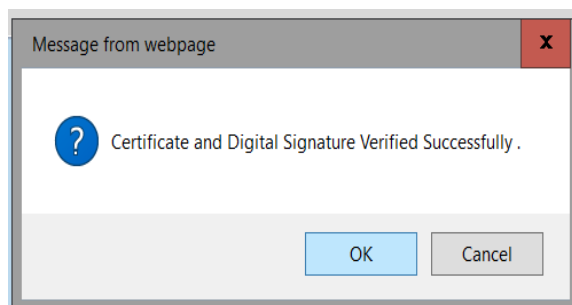 Message from webpage
x
?
Certificate and Digital Signature Verified Successfully .
OK
Cancel